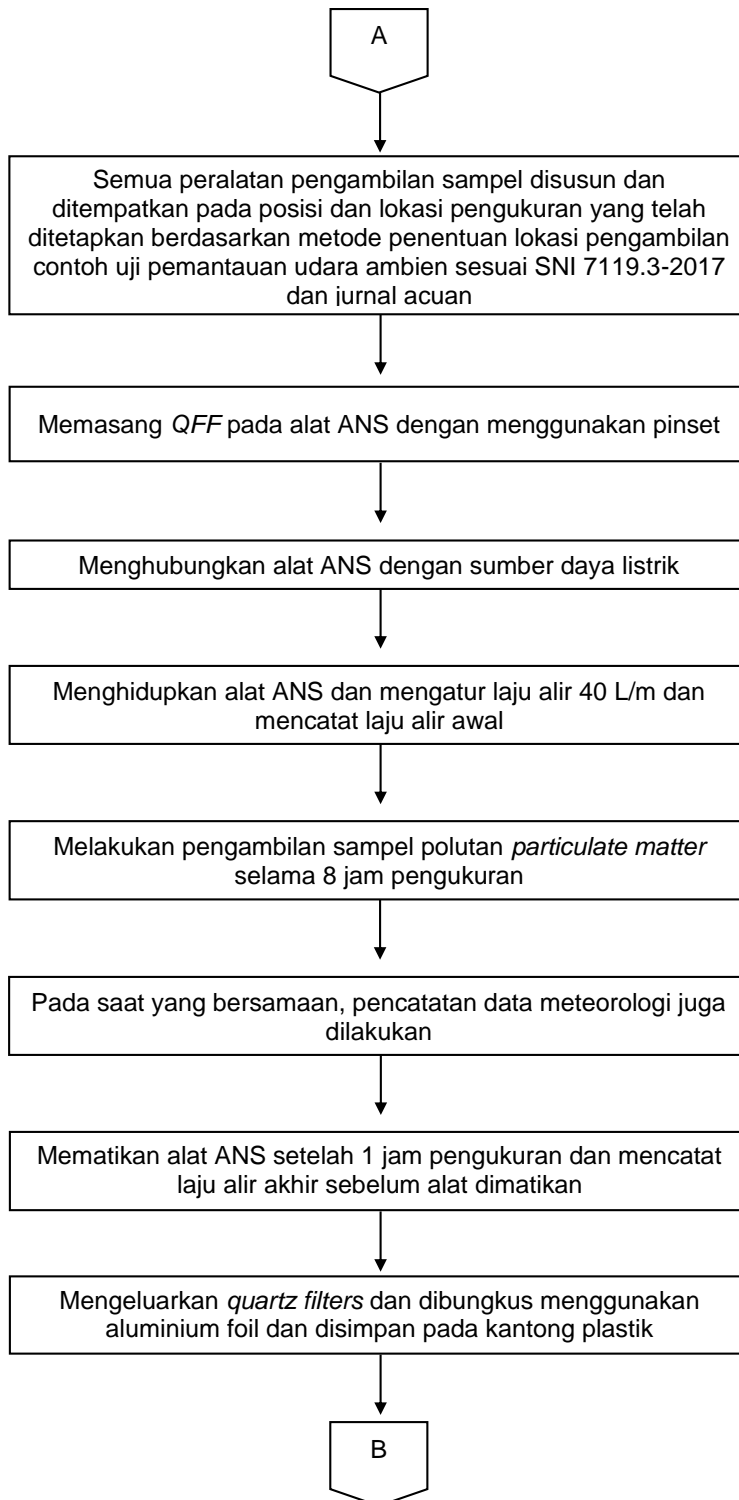 A
Semua peralatan pengambilan sampel disusun dan
ditempatkan pada posisi dan lokasi pengukuran yang telah
ditetapkan berdasarkan metode penentuan lokasi pengambilan
contoh uji pemantauan udara ambien sesuai SNI 7119.3-2017
dan jurnal acuan
Memasang QFF pada alat ANS dengan menggunakan pinset
Menghubungkan alat ANS dengan sumber daya listrik
Menghidupkan alat ANS dan mengatur laju alir 40 L/m dan
mencatat laju alir awal
Melakukan pengambilan sampel polutan particulate matter
selama 8 jam pengukuran
Pada saat yang bersamaan, pencatatan data meteorologi juga
dilakukan
Mematikan alat ANS setelah 1 jam pengukuran dan mencatat
laju alir akhir sebelum alat dimatikan
Mengeluarkan quartz filters dan dibungkus menggunakan
aluminium foil dan disimpan pada kantong plastik
B